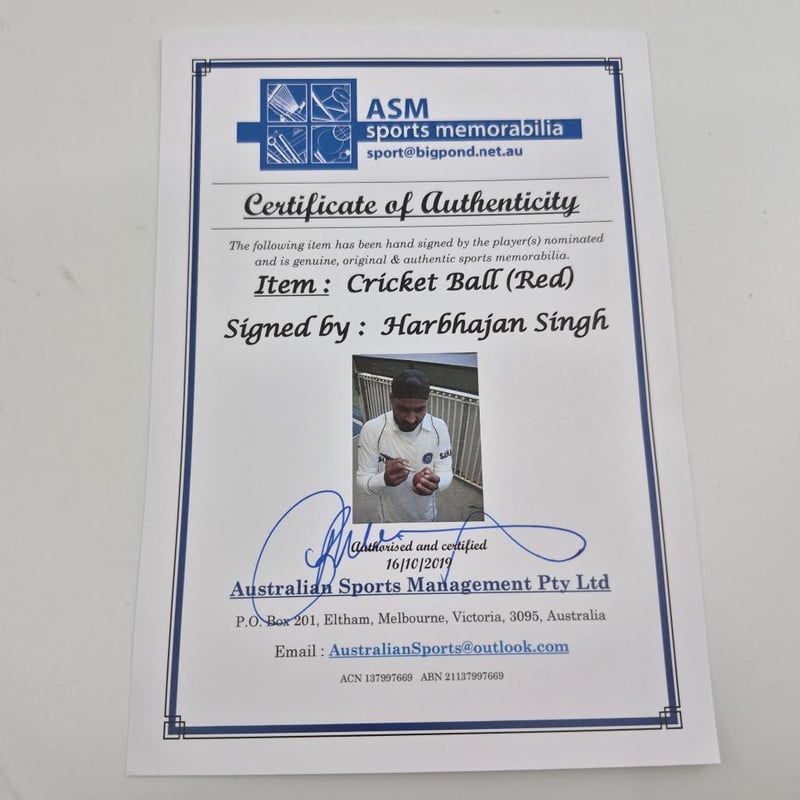 ASM
sports memorabilia
sport@bigpond.net.au
Certificate of Authenticity
The following item has been hand signed by the player(s) nominated
and is genuine, original & authentic sports memorabilia.
Item : Cricket Ball (Red)
Signed by : Harbhajan Singh
Authorised and certified
16/10/2019
Australian Sports Management Pty Ltd
P.O. Box 201, Eltham, Melbourne, Victoria, 3095, Australia
Email : AustralianSports@outlook.com
ACN 137997669 ABN 21137997669